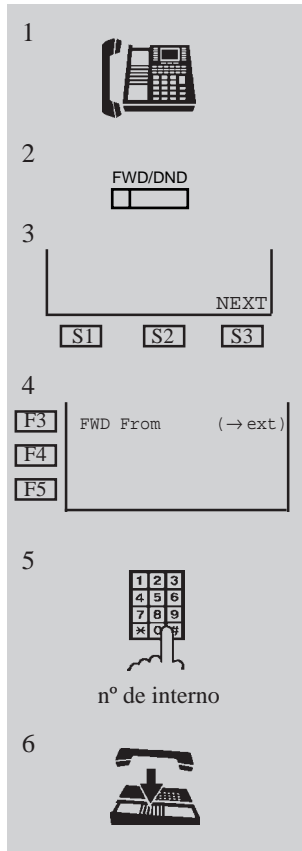 1
2
FWD/DND
3
NEXT
S1 S2 S3
4
F3 FWD From (→ext)
F4
F5
5
1 2 3
4 5 6
7 8 9
* 0 #
nº de interno
6